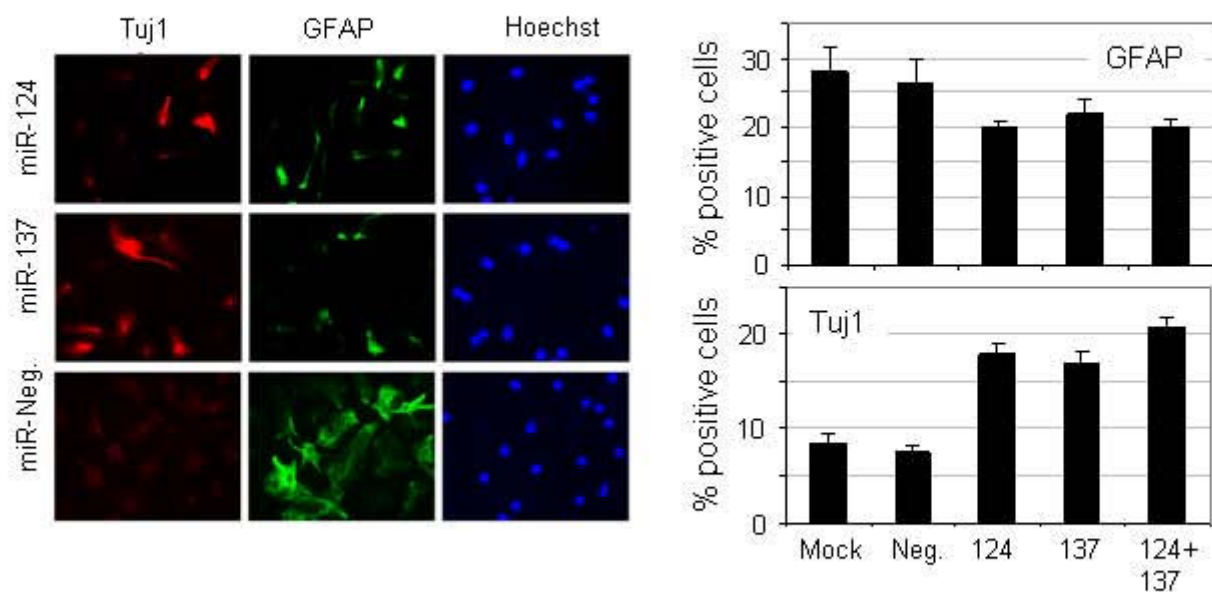 Tuj1 GFAP Hoechst
miR-124
miR-137
miR-Neg.
% positive cells
30
20
10
0
GFAP
% positive cells
20
10
0
Tuj1
Mock Neg. 124 137 124+
137